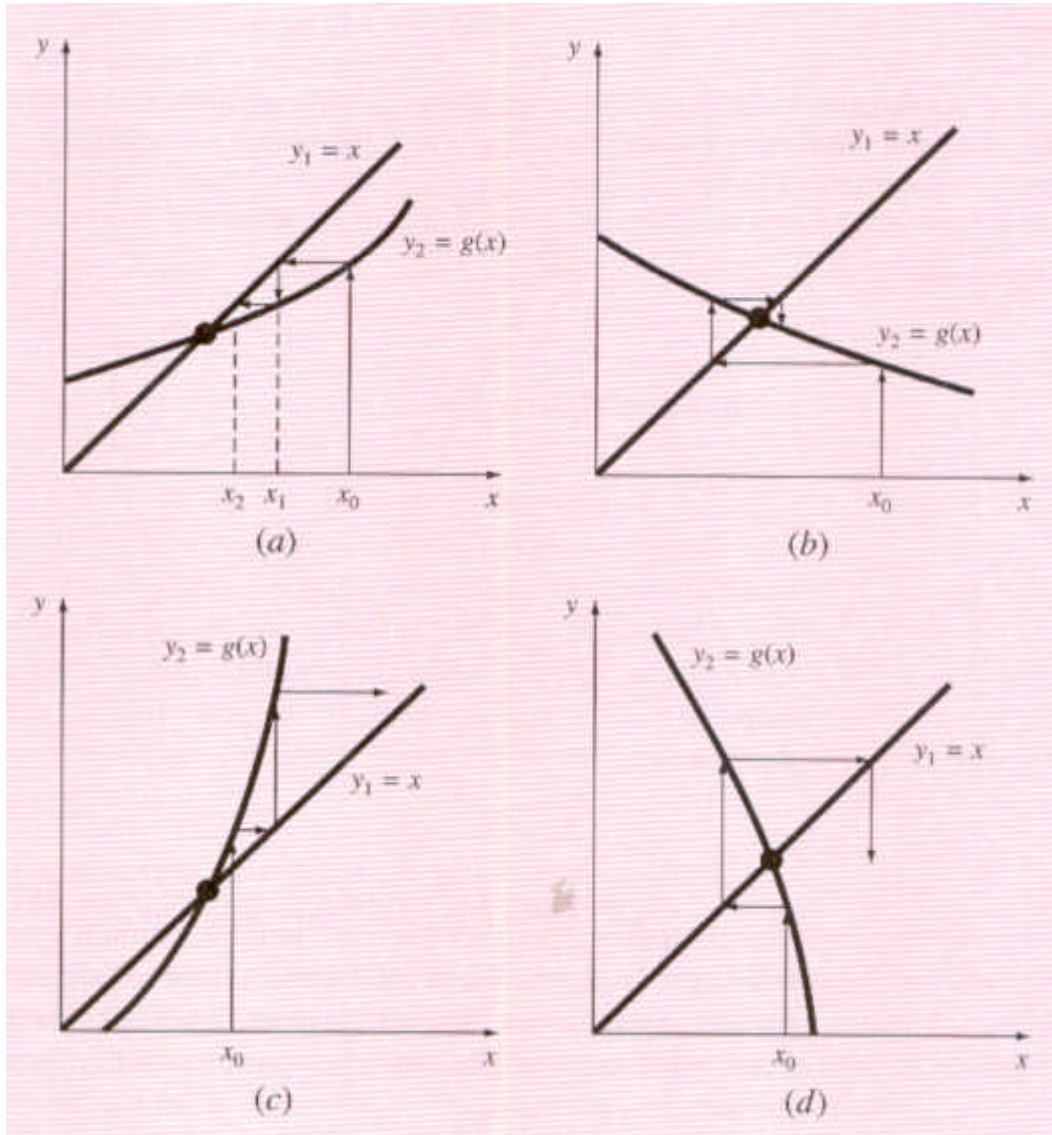 y
y₁ = x
y₂ = g(x)
x₂ x₁ x₀ x
(a)
y
y₁ = x
y₂ = g(x)
x₀ x
(b)
y
y₂ = g(x)
y₁ = x
x₀ x
(c)
y
y₂ = g(x)
y₁ = x
x₀ x
(d)